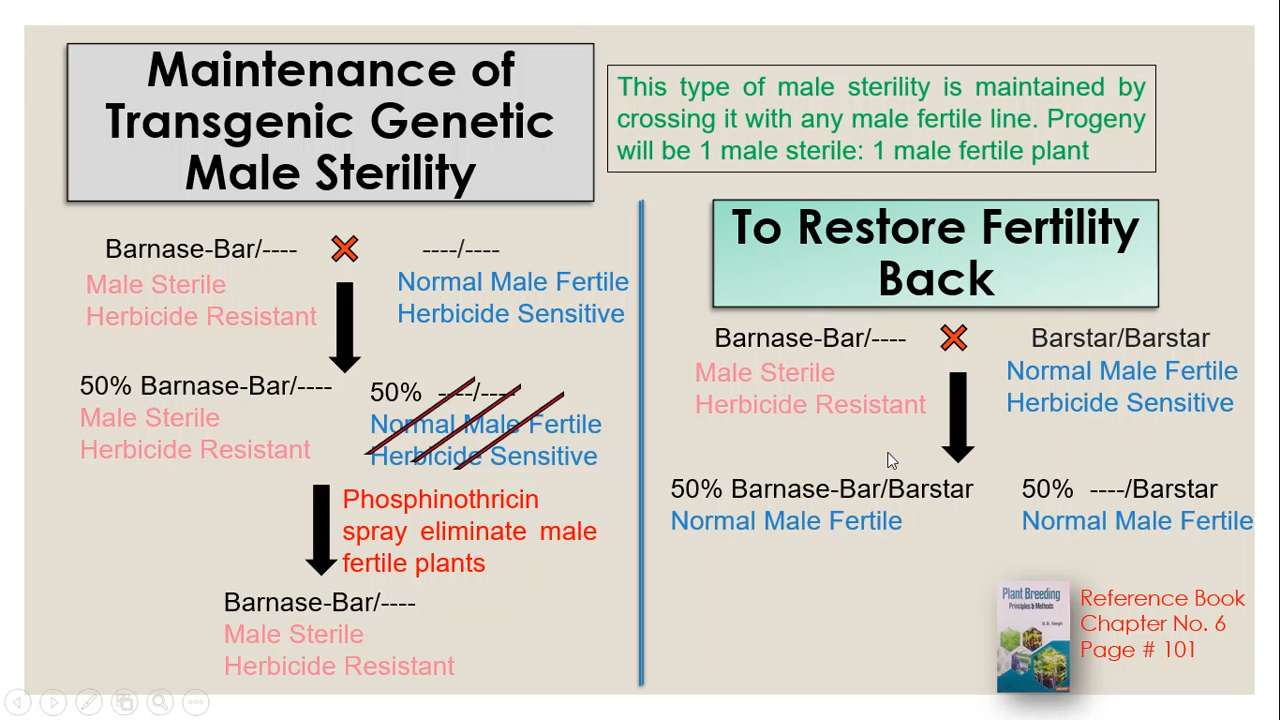 Maintenance of
Transgenic Genetic
Male Sterility
This type of male sterility is maintained by
crossing it with any male fertile line. Progeny
will be 1 male sterile: 1 male fertile plant
Barnase-Bar/----
----/----
Male Sterile
Herbicide Resistant
Normal Male Fertile
Herbicide Sensitive
50% Barnase-Bar/----
Male Sterile
Herbicide Resistant
50% ----/----
Normal Male Fertile
Herbicide Sensitive
Phosphinothricin
spray eliminate male
fertile plants
Barnase-Bar/----
Male Sterile
Herbicide Resistant
To Restore Fertility
Back
Barnase-Bar/----
Male Sterile
Herbicide Resistant
Barstar/Barstar
Normal Male Fertile
Herbicide Sensitive
50% Barnase-Bar/Barstar
Normal Male Fertile
50% ----/Barstar
Normal Male Fertile
Plant Breeding
Principles & Methods
B.D. Singh
Reference Book
Chapter No. 6
Page # 101